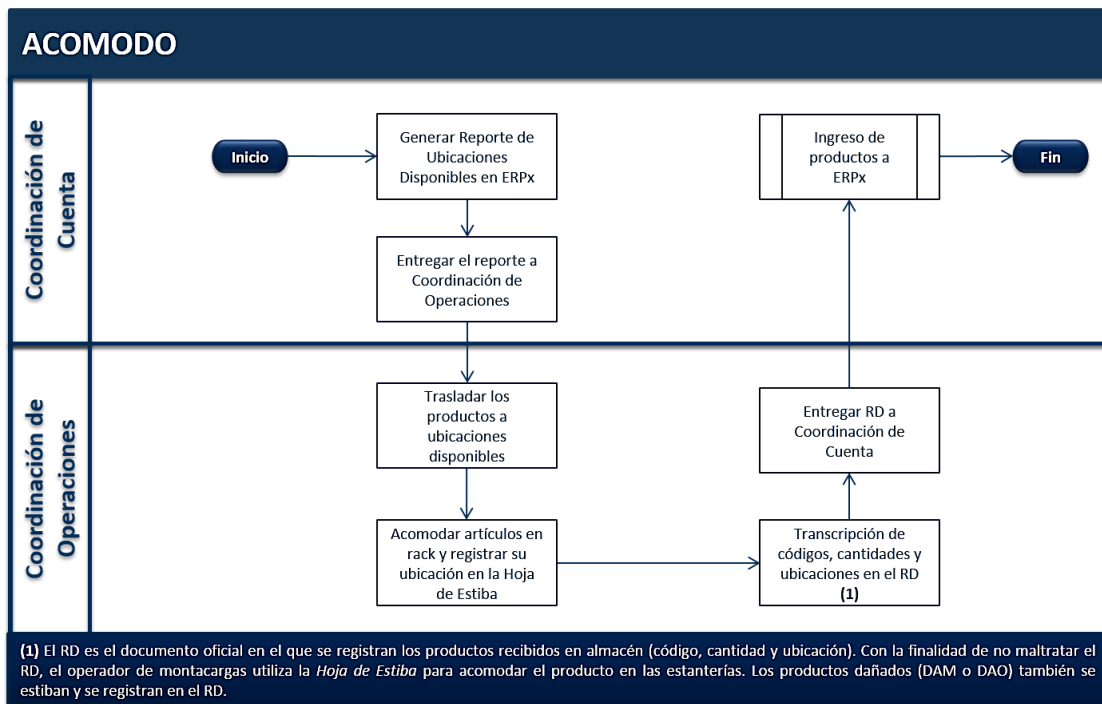 ACOMODO
Coordinación de
Cuenta
Inicio
Generar Reporte de
Ubicaciones
Disponibles en ERPx
Entregar el reporte a
Coordinación de
Operaciones
Ingreso de
productos a
ERPx
Fin
Coordinación de
Operaciones
Trasladar los
productos a
ubicaciones
disponibles
Acomodar artículos en
rack y registrar su
ubicación en la Hoja
de Estiba
Transcripción de
códigos, cantidades y
ubicaciones en el RD
(1)
Entregar RD a
Coordinación de
Cuenta
(1) El RD es el documento oficial en el que se registran los productos recibidos en almacén (código, cantidad y ubicación). Con la finalidad de no maltratar el
RD, el operador de montacargas utiliza la Hoja de Estiba para acomodar el producto en las estanterías. Los productos dañados (DAM o DAO) también se
estiban y se registran en el RD.